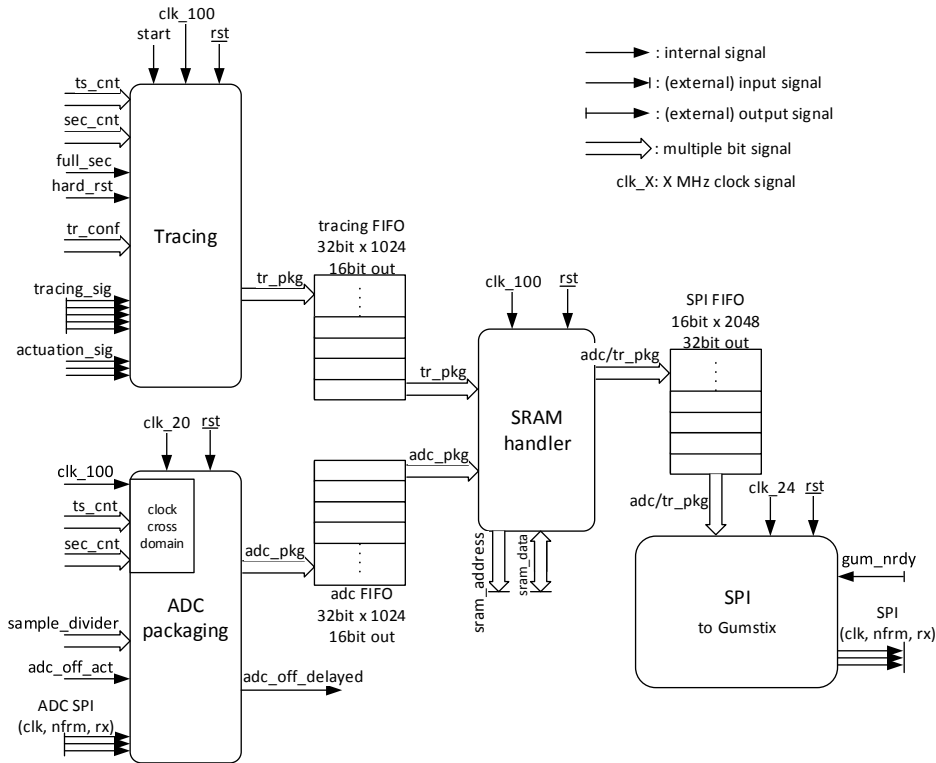 clk_100
start
rst
ts_cnt
sec_cnt
full_sec
hard_rst
tr_conf
Tracing
tracing_sig
actuation_sig
tr_pkg
tracing FIFO
32bit x 1024
16bit out
: internal signal
: (external) input signal
: (external) output signal
: multiple bit signal
clk_X: X MHz clock signal
clk_20
rst
clk_100
ts_cnt
sec_cnt
clock
cross
domain
ADC
packaging
sample_divider
adc_off_act
ADC SPI
(clk, nfrm, rx)
adc_pkg
adc FIFO
32bit x 1024
16bit out
adc_off_delayed
tr_pkg
adc_pkg
clk_100
rst
SRAM
handler
sram_address
sram_data
adc/tr_pkg
SPI FIFO
16bit x 2048
32bit out
adc/tr_pkg
clk_24
rst
SPI
to Gumstix
gum_nrdy
SPI
(clk, nfrm, rx)